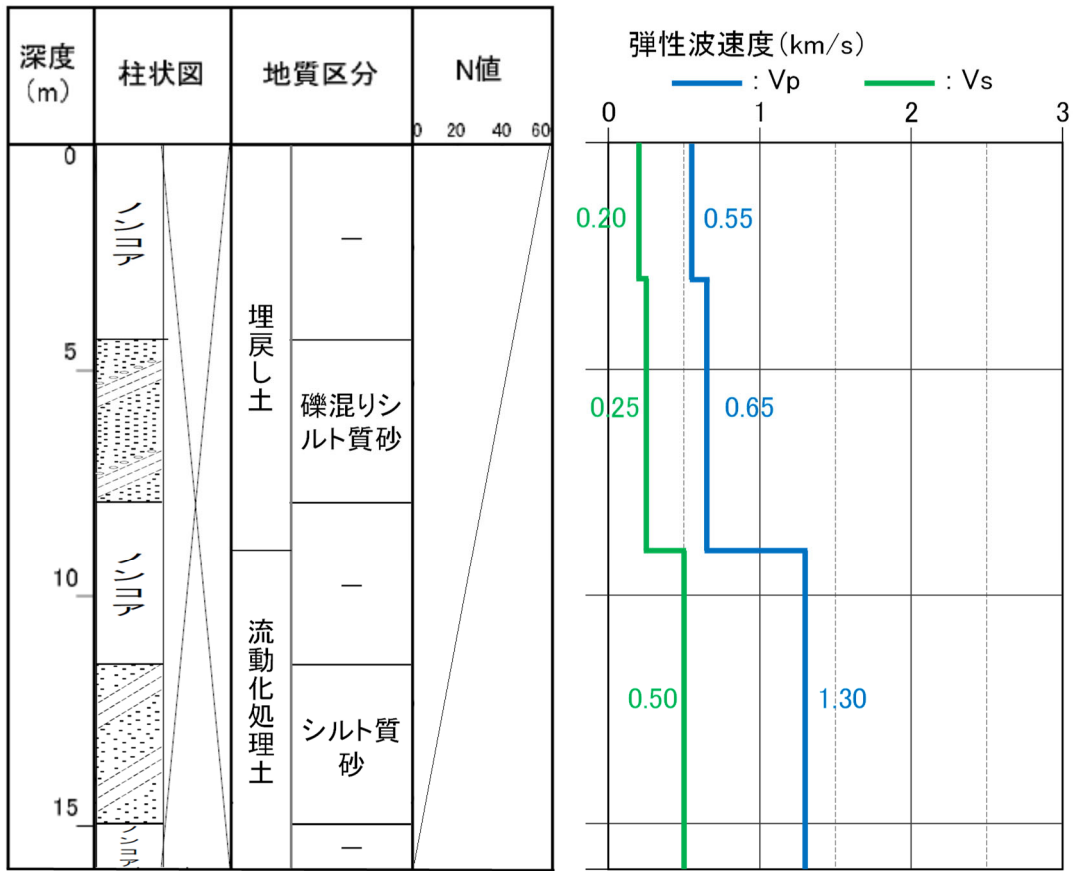 深度
(m)
柱状図
地質区分
N値
0 20 40 60
0
5
10
15
ノンコア
ノンコア
ノンコア
埋戻し土
流動化処理土
―
礫混りシ
ルト質砂
―
シルト質
砂
―
弾性波速度(km/s)
: Vp
: Vs
0 1 2 3
0.20
0.55
0.25
0.65
0.50
1.30